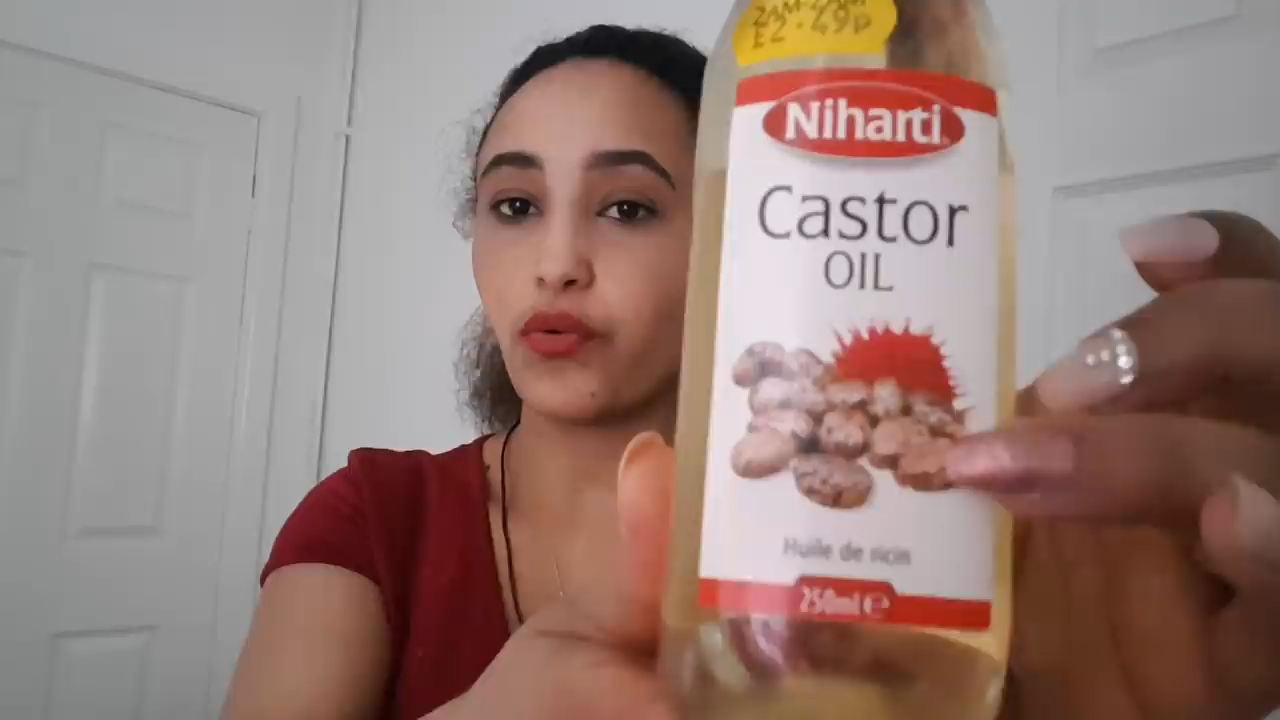 £2.49p
Niharti
Castor
OIL
Huile de ricin
250ml e